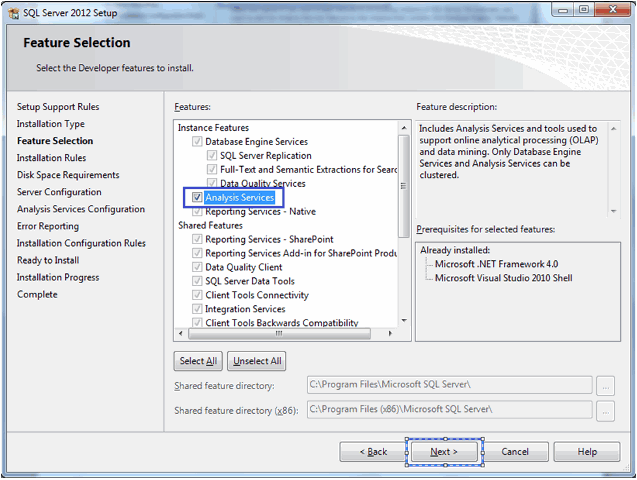 SQL Server 2012 Setup
Feature Selection
Select the Developer features to install.
Setup Support Rules
Installation Type
Feature Selection
Installation Rules
Disk Space Requirements
Server Configuration
Analysis Services Configuration
Error Reporting
Installation Configuration Rules
Ready to Install
Installation Progress
Complete
Features:
Instance Features
Database Engine Services
SQL Server Replication
Full-Text and Semantic Extractions for Searc
Data Quality Services
Analysis Services
Reporting Services - Native
Shared Features
Reporting Services - SharePoint
Reporting Services Add-in for SharePoint Produ
Data Quality Client
SQL Server Data Tools
Client Tools Connectivity
Integration Services
Client Tools Backwards Compatibility
Feature description:
Includes Analysis Services and tools used to
support online analytical processing (OLAP)
and data mining. Only Database Engine
Services and Analysis Services can be
clustered.
Prerequisites for selected features:
Already installed:
Microsoft .NET Framework 4.0
Microsoft Visual Studio 2010 Shell
Select All
Unselect All
Shared feature directory:
C:\Program Files\Microsoft SQL Server\
...
Shared feature directory (x86):
C:\Program Files (x86)\Microsoft SQL Server\
...
< Back
Next >
Cancel
Help